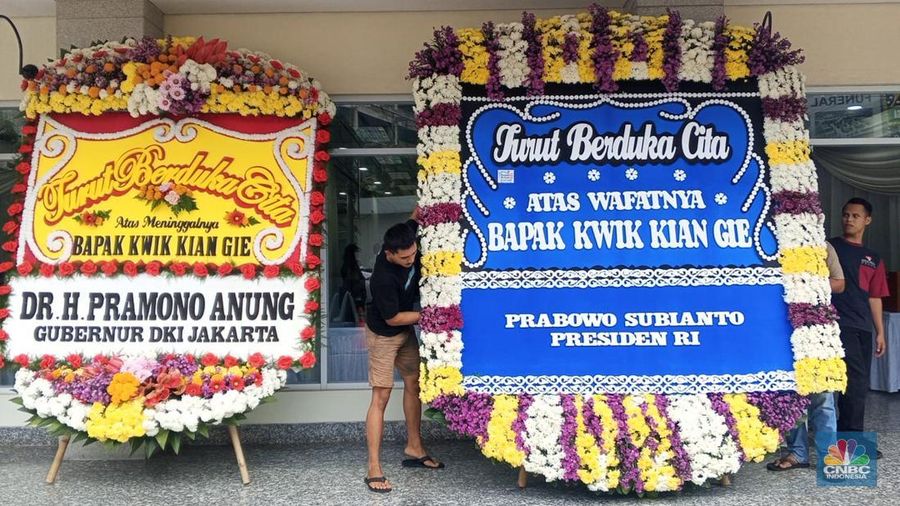 Turut Berduka Cita
Atas Meninggalnya
BAPAK KWIK KIAN GIE
DR. H. PRAMONO ANUNG
GUBERNUR DKI JAKARTA
Turut Berduka Cita
ATAS WAFATNYA
BAPAK KWIK KIAN GIE
PRABOWO SUBIANTO
PRESIDEN RI
FUNERAL
CNBC
INDONESIA